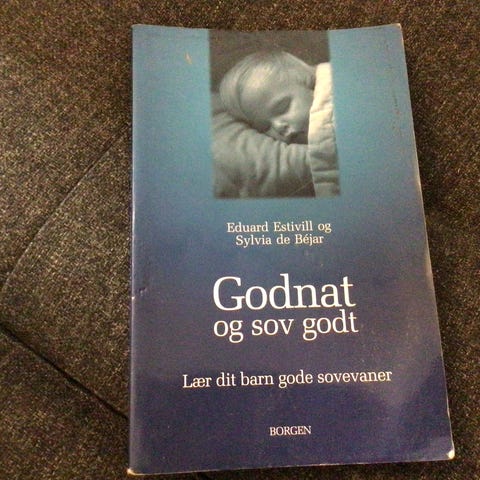 Eduard Estivill og
Sylvia de Béjar
Godnat
og sov godt
Lær dit barn gode sovevaner
BORGEN